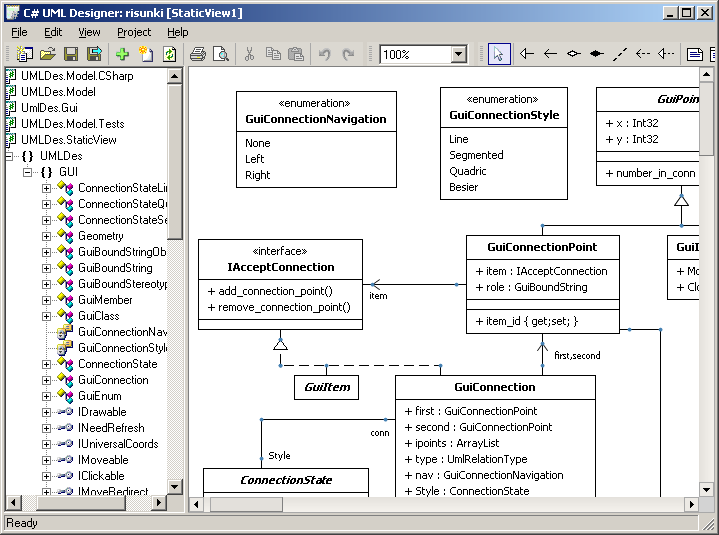 C# UML Designer: risunki [StaticView1]
File Edit View Project Help
100%
UMLDes.Model.CSharp
UMLDes.Model
UmlDes.Gui
UMLDes.Model.Tests
UMLDes.StaticView
{} UMLDes
{} GUI
ConnectionStateLin
ConnectionStateQu
ConnectionStateSe
Geometry
GuiBoundStringOb
GuiBoundString
GuiBoundStereotyp
GuiMember
GuiClass
GuiConnectionNav
GuiConnectionStyl
ConnectionState
GuiConnection
GuiEnum
IDrawable
INeedRefresh
IUniversalCoords
IMoveable
IClickable
IMoveRedirect
«enumeration»
GuiConnectionNavigation
None
Left
Right
«enumeration»
GuiConnectionStyle
Line
Segmented
Quadric
Besier
GuiPoin
+ x : Int32
+ y : Int32
+ number_in_conn
«interface»
IAcceptConnection
+ add_connection_point()
+ remove_connection_point()
item
GuiConnectionPoint
+ item : IAcceptConnection
+ role : GuiBoundString
+ item_id { get;set; }
GuiI
+ Mo
+ Clo
first,second
GuiItem
GuiConnection
+ first : GuiConnectionPoint
+ second : GuiConnectionPoint
+ ipoints : ArrayList
+ type : UmlRelationType
+ nav : GuiConnectionNavigation
+ Style : ConnectionState
conn
Style
ConnectionState
Ready